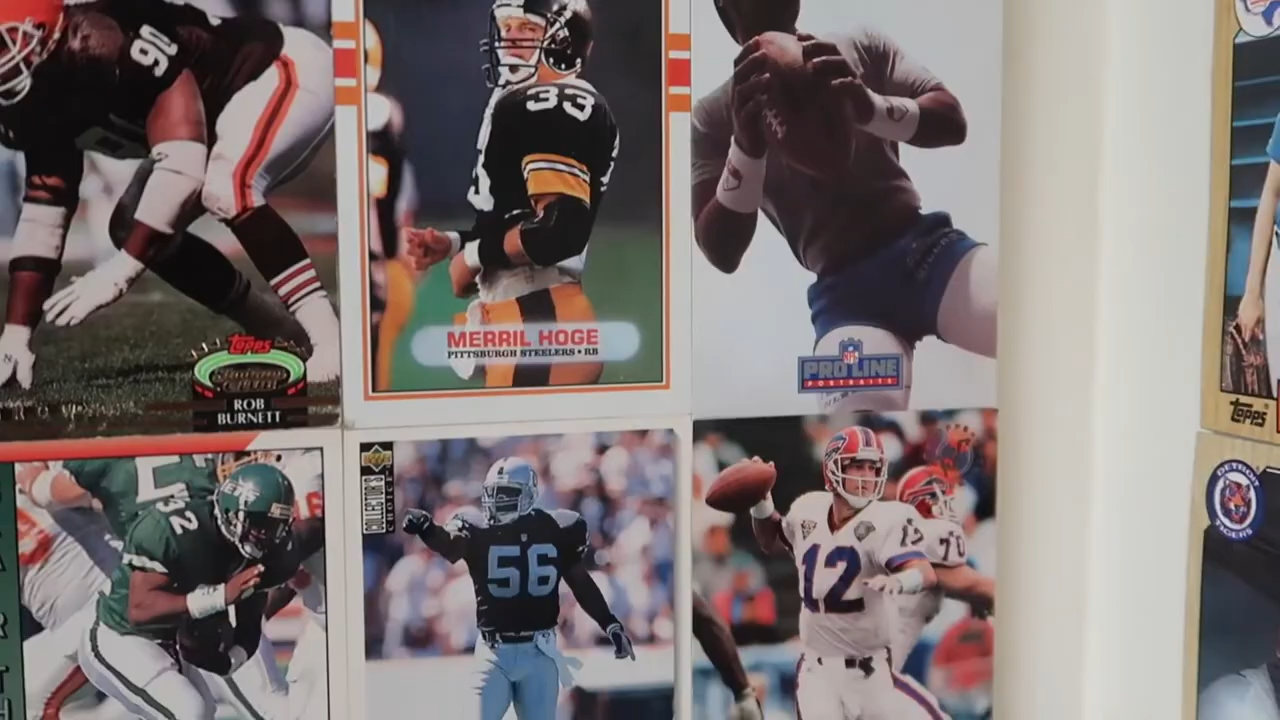 90
TOPPS
STADIUM
CLUB
ROB
BURNETT
33
MERRIL HOGE
PITTSBURGH STEELERS • RB
NFL
PRO LINE
PORTRAITS
TOPPS
32
COLLECTOR'S
CHOICE
56
12
12
70
DETROIT
TIGERS